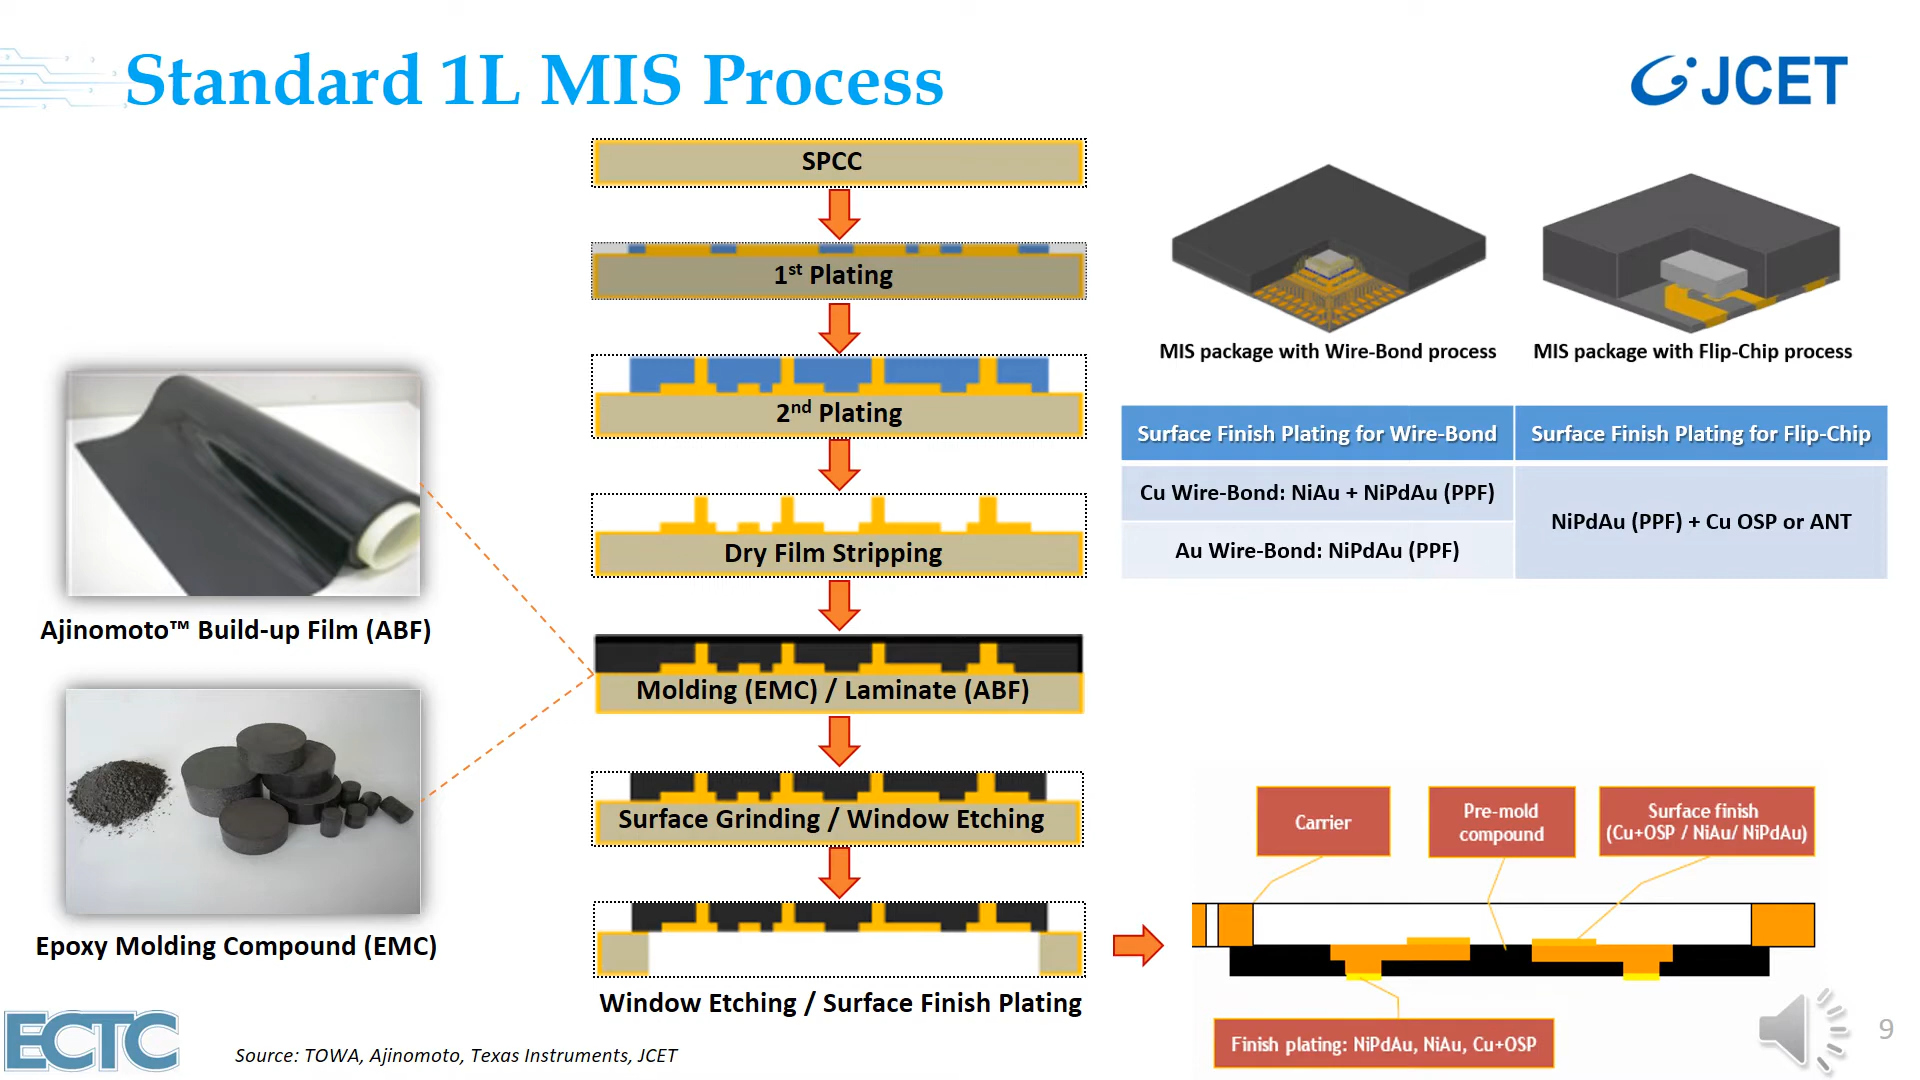 Standard 1L MIS Process
JCET
SPCC
1st Plating
2nd Plating
Dry Film Stripping
Molding (EMC) / Laminate (ABF)
Surface Grinding / Window Etching
Window Etching / Surface Finish Plating
Ajinomoto™ Build-up Film (ABF)
Epoxy Molding Compound (EMC)
MIS package with Wire-Bond process
MIS package with Flip-Chip process
Surface Finish Plating for Wire-Bond
Surface Finish Plating for Flip-Chip
Cu Wire-Bond: NiAu + NiPdAu (PPF)
NiPdAu (PPF) + Cu OSP or ANT
Au Wire-Bond: NiPdAu (PPF)
Carrier
Pre-mold
compound
Surface finish
(Cu+OSP / NiAu/ NiPdAu)
Finish plating: NiPdAu, NiAu, Cu+OSP
ECTC
Source: TOWA, Ajinomoto, Texas Instruments, JCET
9